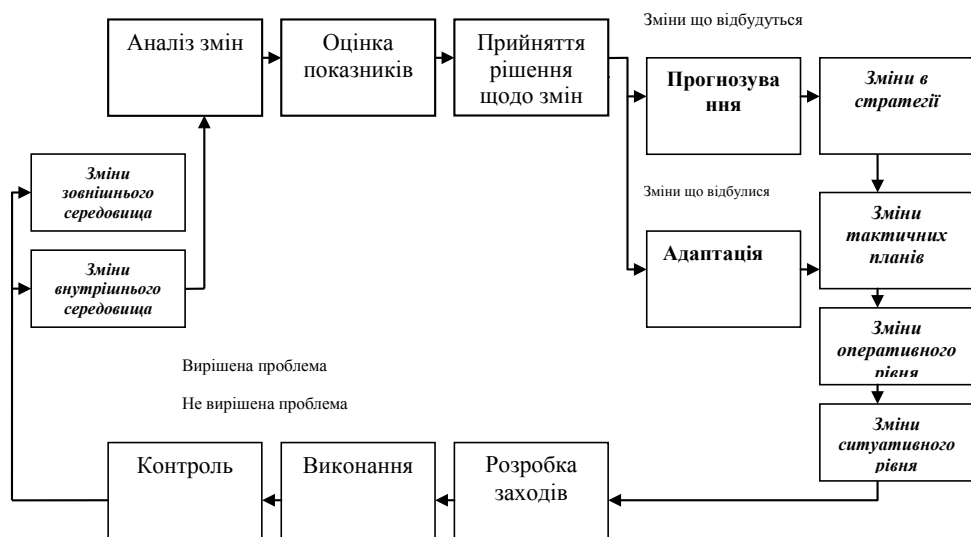 Аналіз змін
Оцінка
показників
Прийняття
рішення
щодо змін
Зміни що відбудуться
Прогнозува
ння
Зміни в
стратегії
Зміни
зовнішнього
середовища
Зміни
внутрішнього
середовища
Зміни що відбулися
Адаптація
Зміни
тактичних
планів
Зміни
оперативного
рівня
Зміни
ситуативного
рівня
Вирішена проблема
Не вирішена проблема
Контроль
Виконання
Розробка
заходів